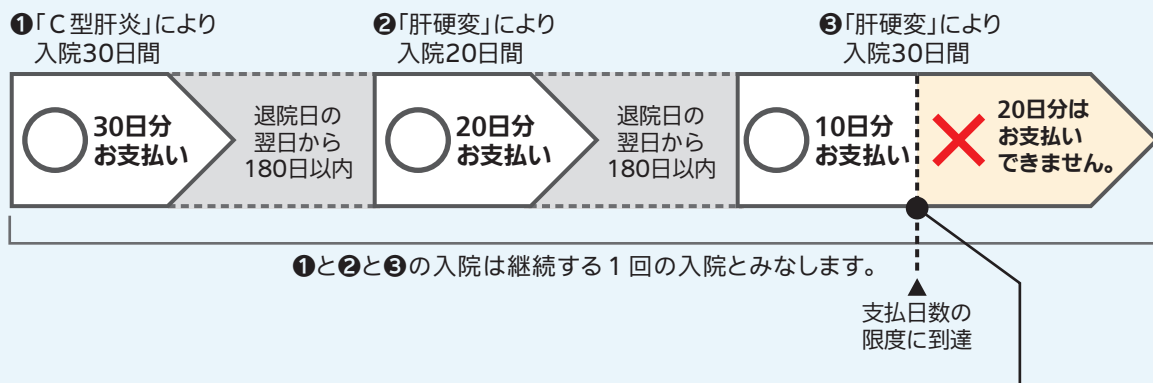 ❶「C型肝炎」により
入院30日間
❷「肝硬変」により
入院20日間
❸「肝硬変」により
入院30日間
30日分
お支払い
退院日の
翌日から
180日以内
20日分
お支払い
退院日の
翌日から
180日以内
10日分
お支払い
20日分は
お支払い
できません。
❶と❷と❸の入院は継続する1回の入院とみなします。
支払日数の
限度に到達